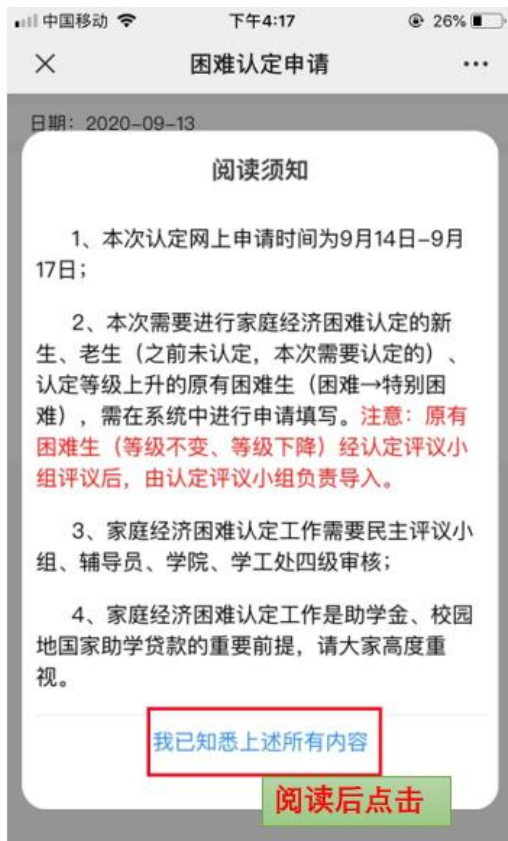 中国移动 下午4:17 26%
困难认定申请
日期：2020-09-13
阅读须知
1、本次认定网上申请时间为9月14日-9月
17日；
2、本次需要进行家庭经济困难认定的新
生、老生（之前未认定，本次需要认定的）、
认定等级上升的原有困难生（困难→特别困
难），需在系统中进行申请填写。注意：原有
困难生（等级不变、等级下降）经认定评议小
组评议后，由认定评议小组负责导入。
3、家庭经济困难认定工作需要民主评议小
组、辅导员、学院、学工处四级审核；
4、家庭经济困难认定工作是助学金、校园
地国家助学贷款的重要前提，请大家高度重
视。
我已知悉上述所有内容
阅读后点击